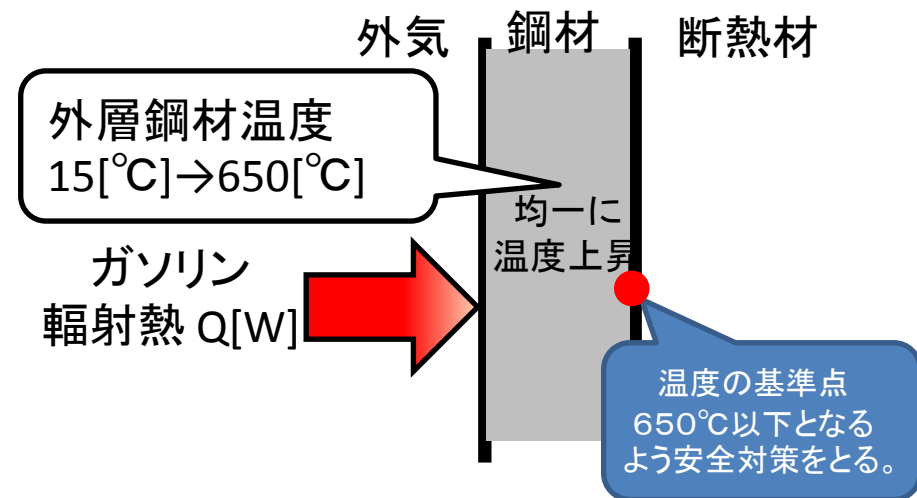 外気
鋼材
断熱材
外層鋼材温度
15[℃]→650[℃]
均一に
温度上昇
ガソリン
輻射熱 Q[W]
温度の基準点
650℃以下となる
よう安全対策をとる。